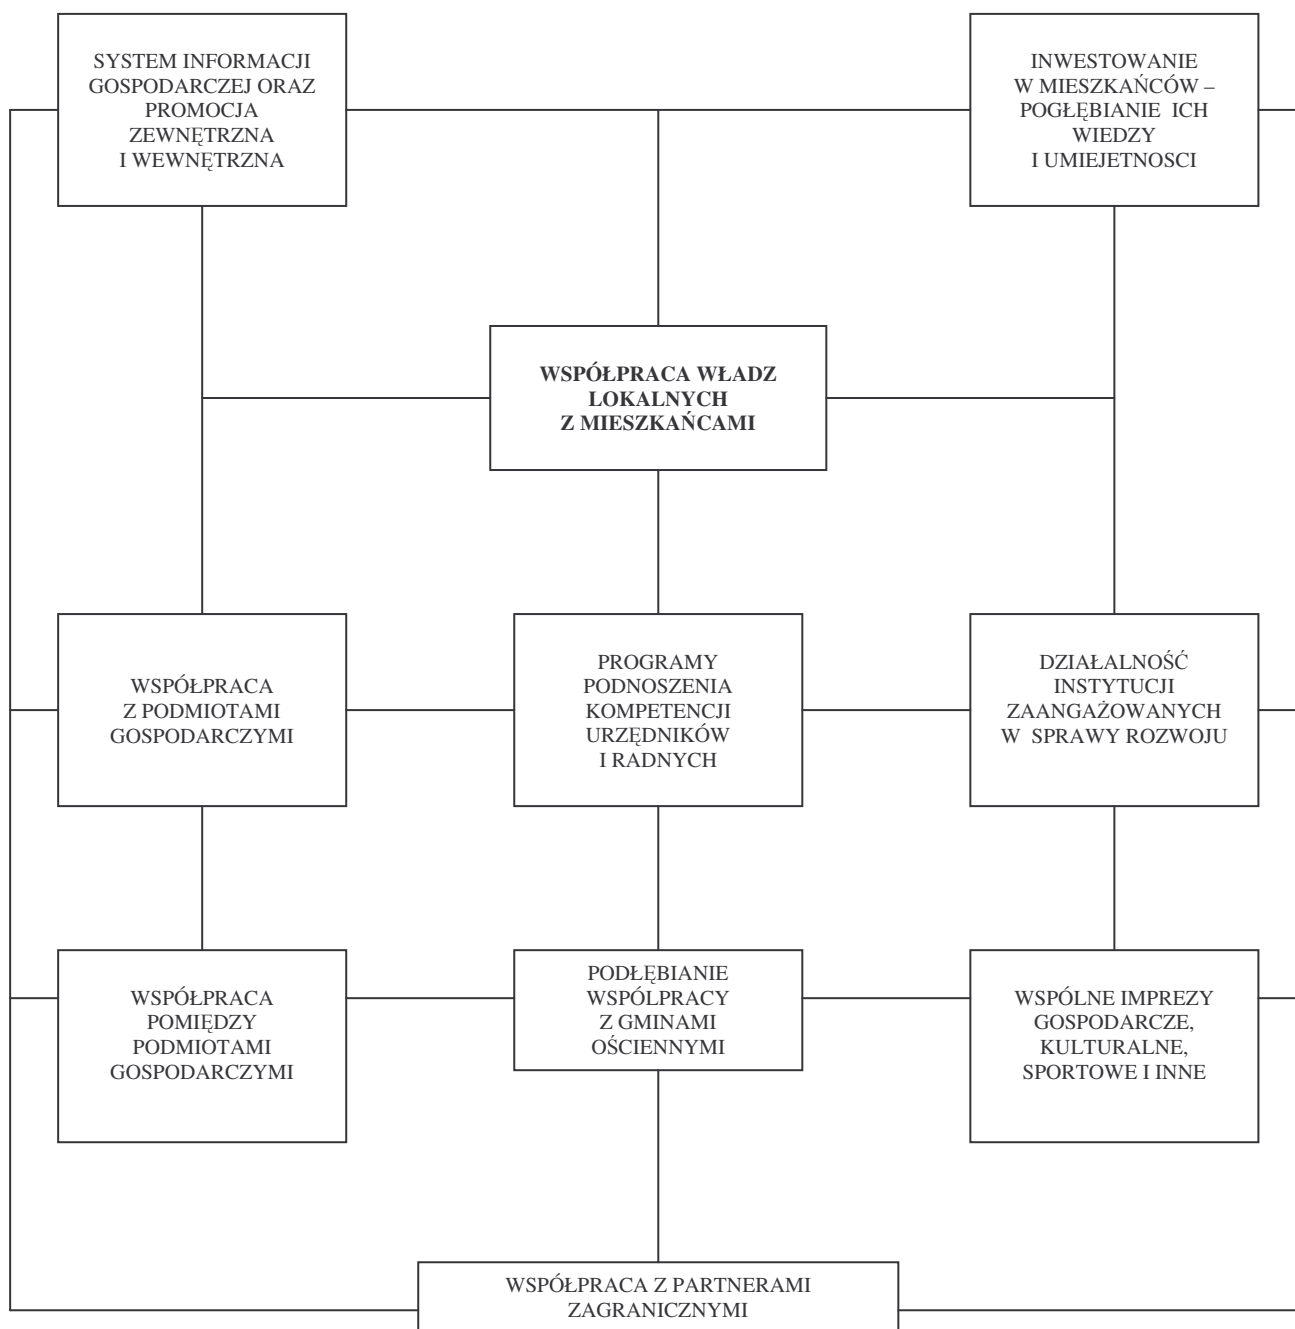 SYSTEM INFORMACJI
GOSPODARCZEJ ORAZ
PROMOCJA
ZEWNĘTRZNA
I WEWNĘTRZNA
INWESTOWANIE
W MIESZKAŃCÓW –
POGŁĘBIANIE ICH
WIEDZY
I UMIEJETNOSCI
WSPÓŁPRACA WŁADZ
LOKALNYCH
Z MIESZKAŃCAMI
WSPÓŁPRACA
Z PODMIOTAMI
GOSPODARCZYMI
PROGRAMY
PODNOSZENIA
KOMPETENCJI
URZĘDNIKÓW
I RADNYCH
DZIAŁALNOŚĆ
INSTYTUCJI
ZAANGAŻOWANYCH
W SPRAWY ROZWOJU
WSPÓŁPRACA
POMIĘDZY
PODMIOTAMI
GOSPODARCZYMI
PODŁĘBIANIE
WSPÓLPRACY
Z GMINAMI
OŚCIENNYMI
WSPÓLNE IMPREZY
GOSPODARCZE,
KULTURALNE,
SPORTOWE I INNE
WSPÓŁPRACA Z PARTNERAMI
ZAGRANICZNYMI